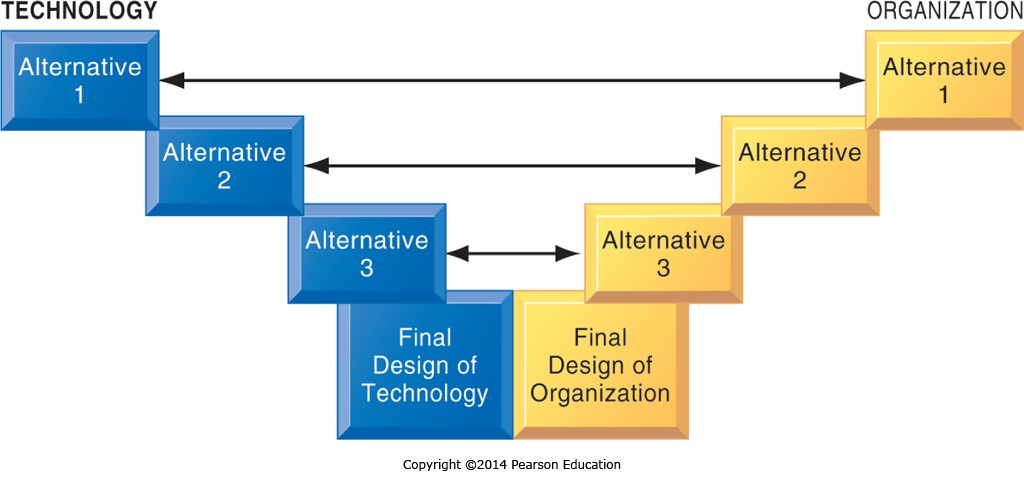 TECHNOLOGY
ORGANIZATION
Alternative
1
Alternative
1
Alternative
2
Alternative
2
Alternative
3
Alternative
3
Final
Design of
Technology
Final
Design of
Organization
Copyright ©2014 Pearson Education